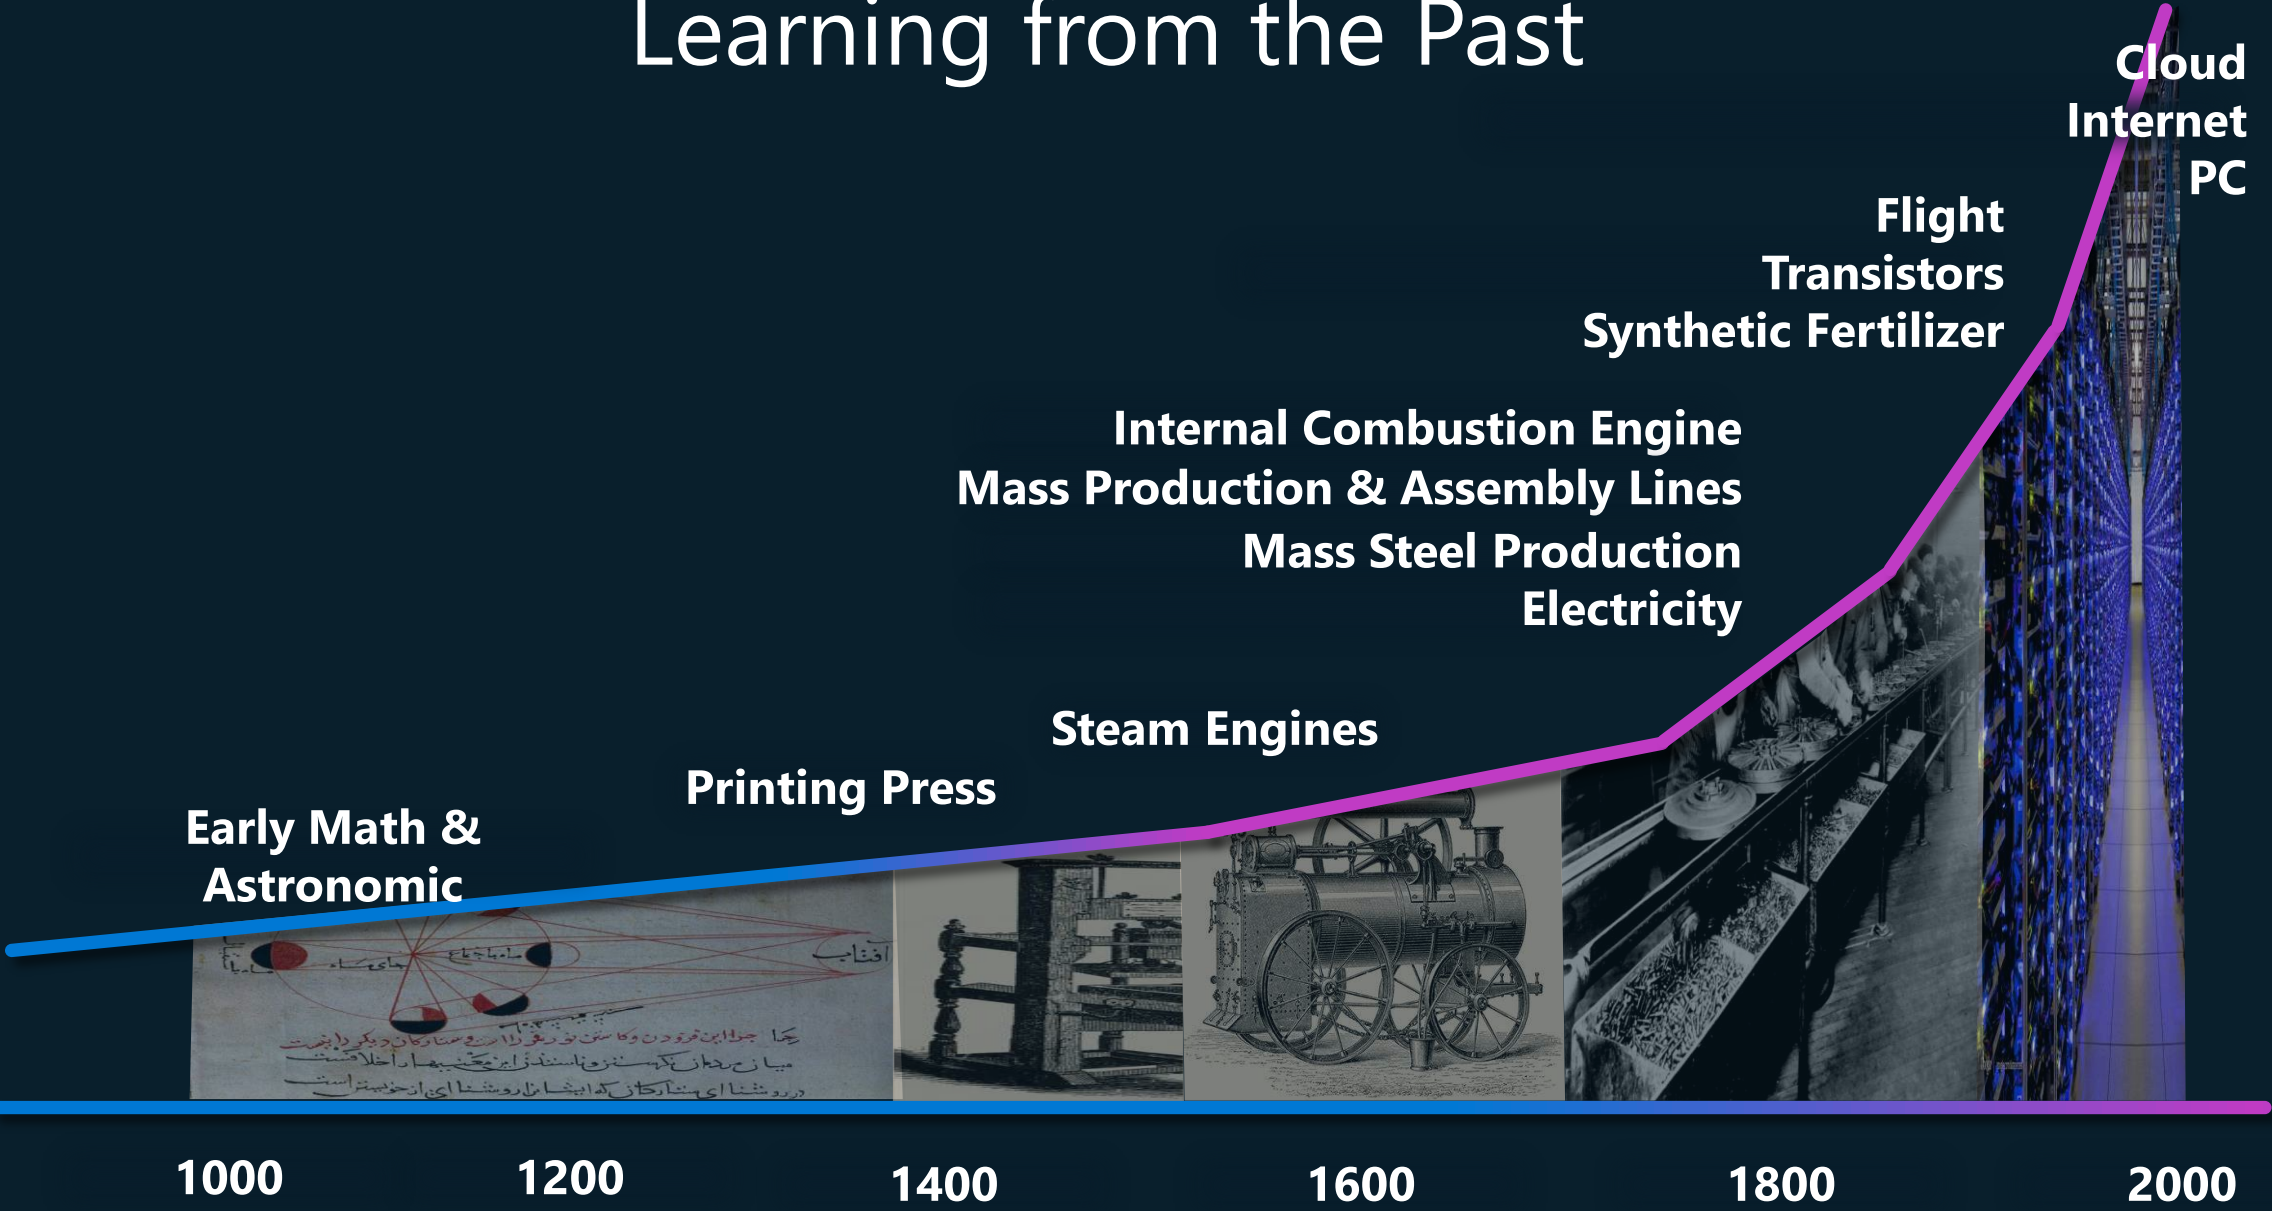 Learning from the Past
Cloud
Internet
PC
Flight
Transistors
Synthetic Fertilizer
Internal Combustion Engine
Mass Production & Assembly Lines
Mass Steel Production
Electricity
Steam Engines
Printing Press
Early Math &
Astronomic
آفتاب
1000
1200
1400
1600
1800
2000